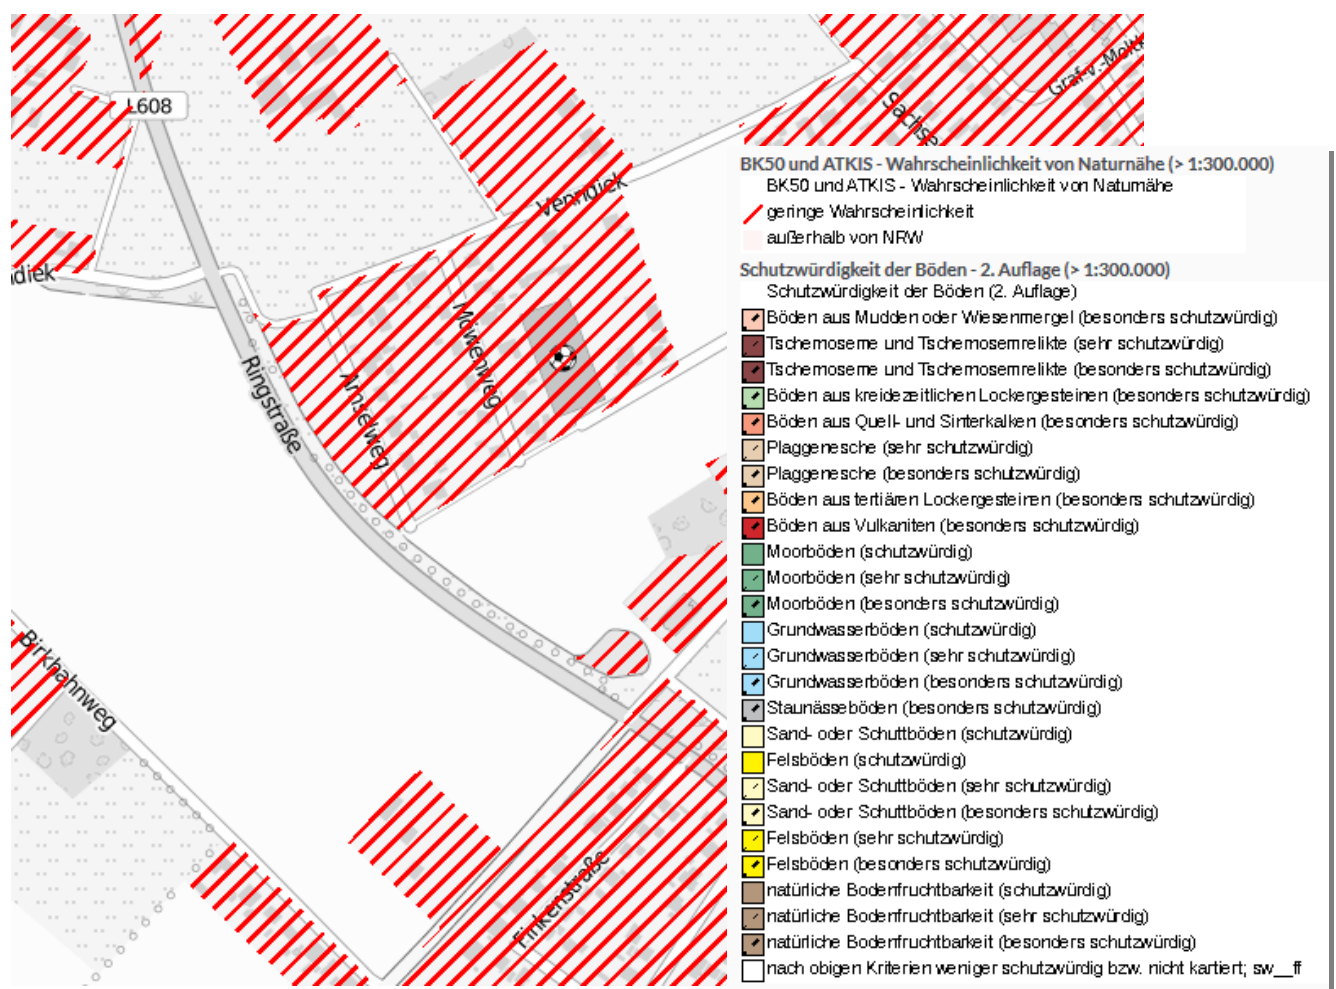 L608
Graf-v.-Moltk
Sachse
Venndiek
diek
Möwenweg
Amselweg
Ringstraße
Birkhahnweg
Finkenstraße
BK50 und ATKIS - Wahrscheinlichkeit von Naturnähe (> 1:300.000)
BK50 und ATKIS - Wahrscheinlichkeit von Naturnähe
geringe Wahrscheinlichkeit
außerhalb von NRW
Schutzwürdigkeit der Böden - 2. Auflage (> 1:300.000)
Schutzwürdigkeit der Böden (2. Auflage)
Böden aus Mudden oder Wiesenmergel (besonders schutzwürdig)
Tschernoseme und Tschernosemrelikte (sehr schutzwürdig)
Tschernoseme und Tschernosemrelikte (besonders schutzwürdig)
Böden aus kreidezeitlichen Lockergesteinen (besonders schutzwürdig)
Böden aus Quell- und Sinterkalken (besonders schutzwürdig)
Plaggenesche (sehr schutzwürdig)
Plaggenesche (besonders schutzwürdig)
Böden aus tertiären Lockergesteinen (besonders schutzwürdig)
Böden aus Vulkaniten (besonders schutzwürdig)
Moorböden (schutzwürdig)
Moorböden (sehr schutzwürdig)
Moorböden (besonders schutzwürdig)
Grundwasserböden (schutzwürdig)
Grundwasserböden (sehr schutzwürdig)
Grundwasserböden (besonders schutzwürdig)
Staunässeböden (besonders schutzwürdig)
Sand- oder Schuttböden (schutzwürdig)
Felsböden (schutzwürdig)
Sand- oder Schuttböden (sehr schutzwürdig)
Sand- oder Schuttböden (besonders schutzwürdig)
Felsböden (sehr schutzwürdig)
Felsböden (besonders schutzwürdig)
natürliche Bodenfruchtbarkeit (schutzwürdig)
natürliche Bodenfruchtbarkeit (sehr schutzwürdig)
natürliche Bodenfruchtbarkeit (besonders schutzwürdig)
nach obigen Kriterien weniger schutzwürdig bzw. nicht kartiert; sw__ff